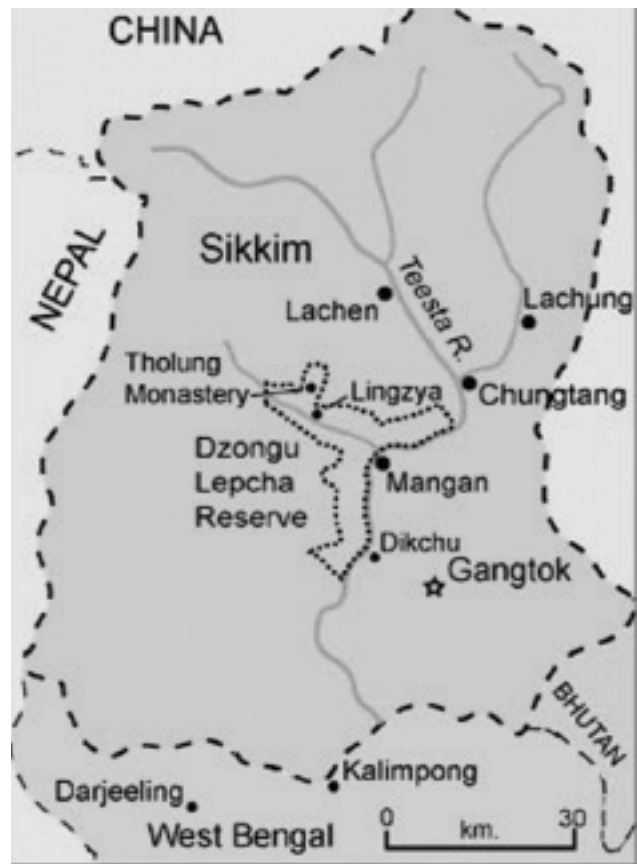 CHINA
NEPAL
Sikkim
Teesta R.
Lachen
Lachung
Tholung
Monastery
Lingzya
Chungtang
Dzongu
Lepcha
Reserve
Mangan
Dikchu
Gangtok
BHUTAN
Kalimpong
Darjeeling
West Bengal
0 30
km.